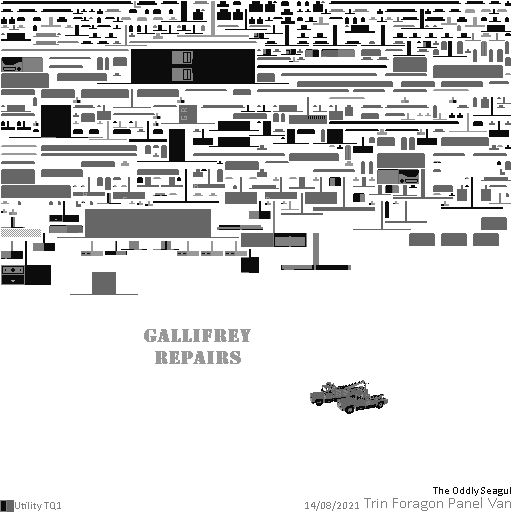 GALLIFREY
REPAIRS
The Oddly Seagul
Utility TQ1
14/08/2021 Trin Foragon Panel Van